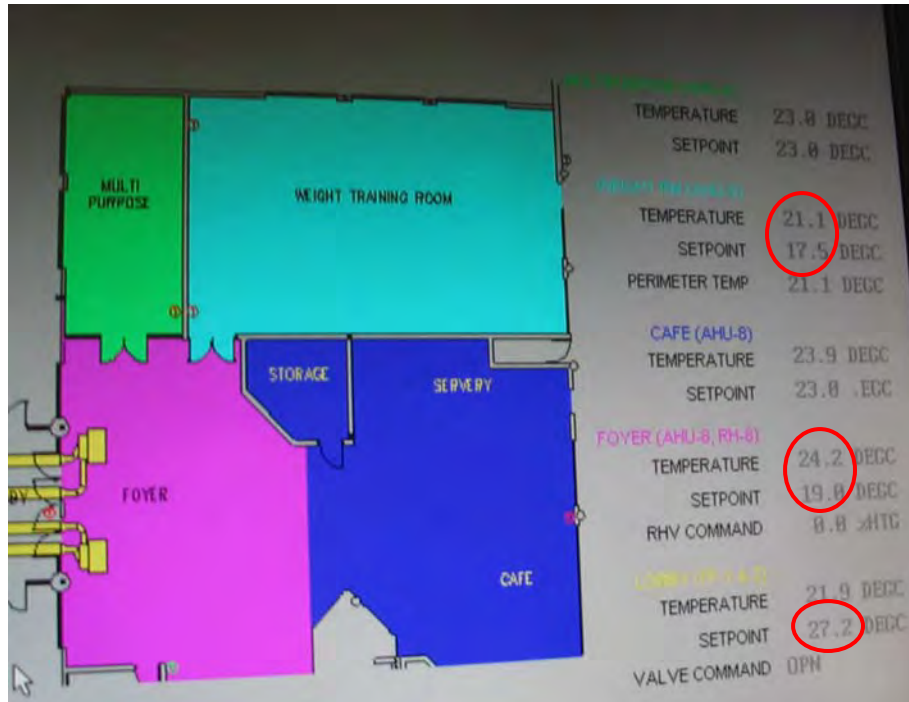 MULTI
PURPOSE
WEIGHT TRAINING ROOM
STORAGE
SERVERY
FOYER
CAFE
TEMPERATURE 23.0 DEGC
SETPOINT 23.0 DEGC
TEMPERATURE 21.1 DEGC
SETPOINT 17.5 DEGC
PERIMETER TEMP 21.1 DEGC
CAFE (AHU-8)
TEMPERATURE 23.9 DEGC
SETPOINT 23.0 .EGC
FOYER (AHU-8, RH-8)
TEMPERATURE 24.2 DEGC
SETPOINT 19.0 DEGC
RHV COMMAND 0.0 %HTG
TEMPERATURE 21.9 DEGC
SETPOINT 27.2 DEGC
VALVE COMMAND OPN